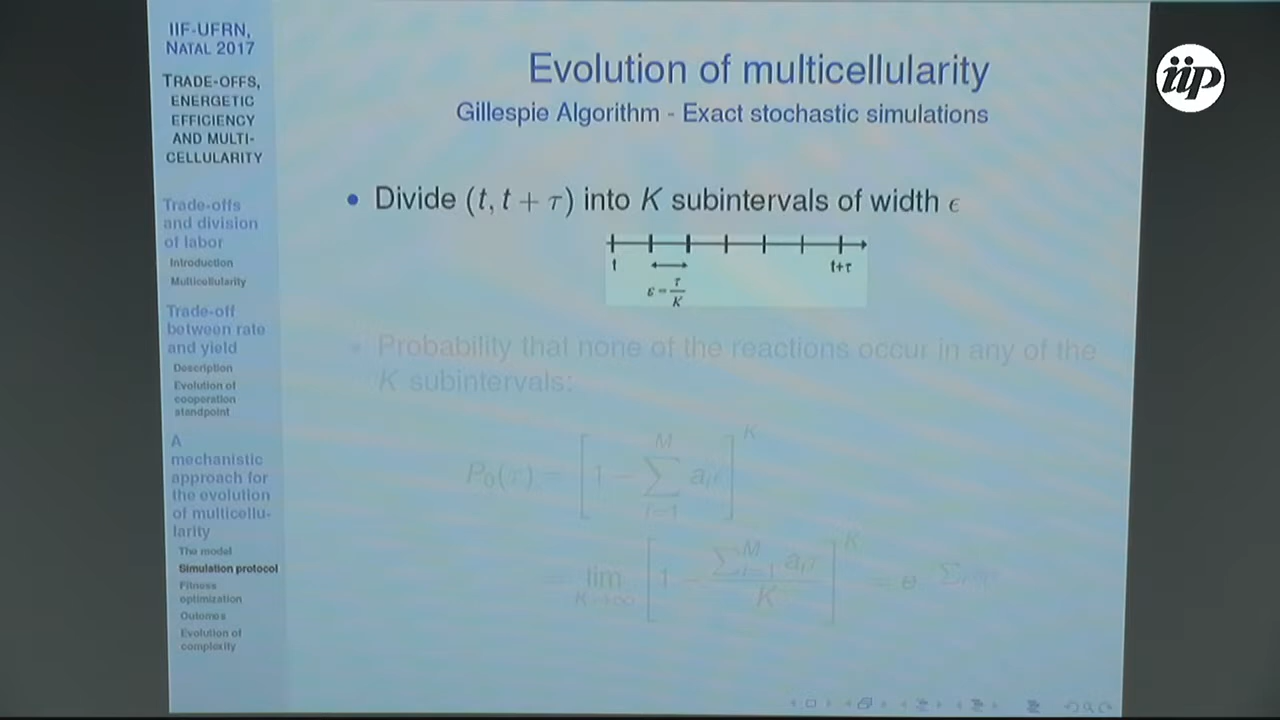 IIF-UFRN,
NATAL 2017
TRADE-OFFS,
ENERGETIC
EFFICIENCY
AND MULTI-
CELLULARITY
Trade-offs
and division
of labor
Introduction
Multicellularity
Trade-off
between rate
and yield
Description
Evolution of
cooperation
standpoint
A
mechanistic
approach for
the evolution
of multicellu-
larity
The model
Simulation protocol
Fitness
optimization
Outomes
Evolution of
complexity
Evolution of multicellularity
Gillespie Algorithm - Exact stochastic simulations
• Divide (t, t + τ) into K subintervals of width ϵ
t t+τ
ε = τ/K
• Probability that none of the reactions occur in any of the
K subintervals:
P₀(τ) = [1 − ∑ᵢ₌₁ᴹ aᵢϵ]ᴷ
= lim K→∞ [1 − ∑ᵢ₌₁ᴹ aᵢτ / K]ᴷ = e
iip